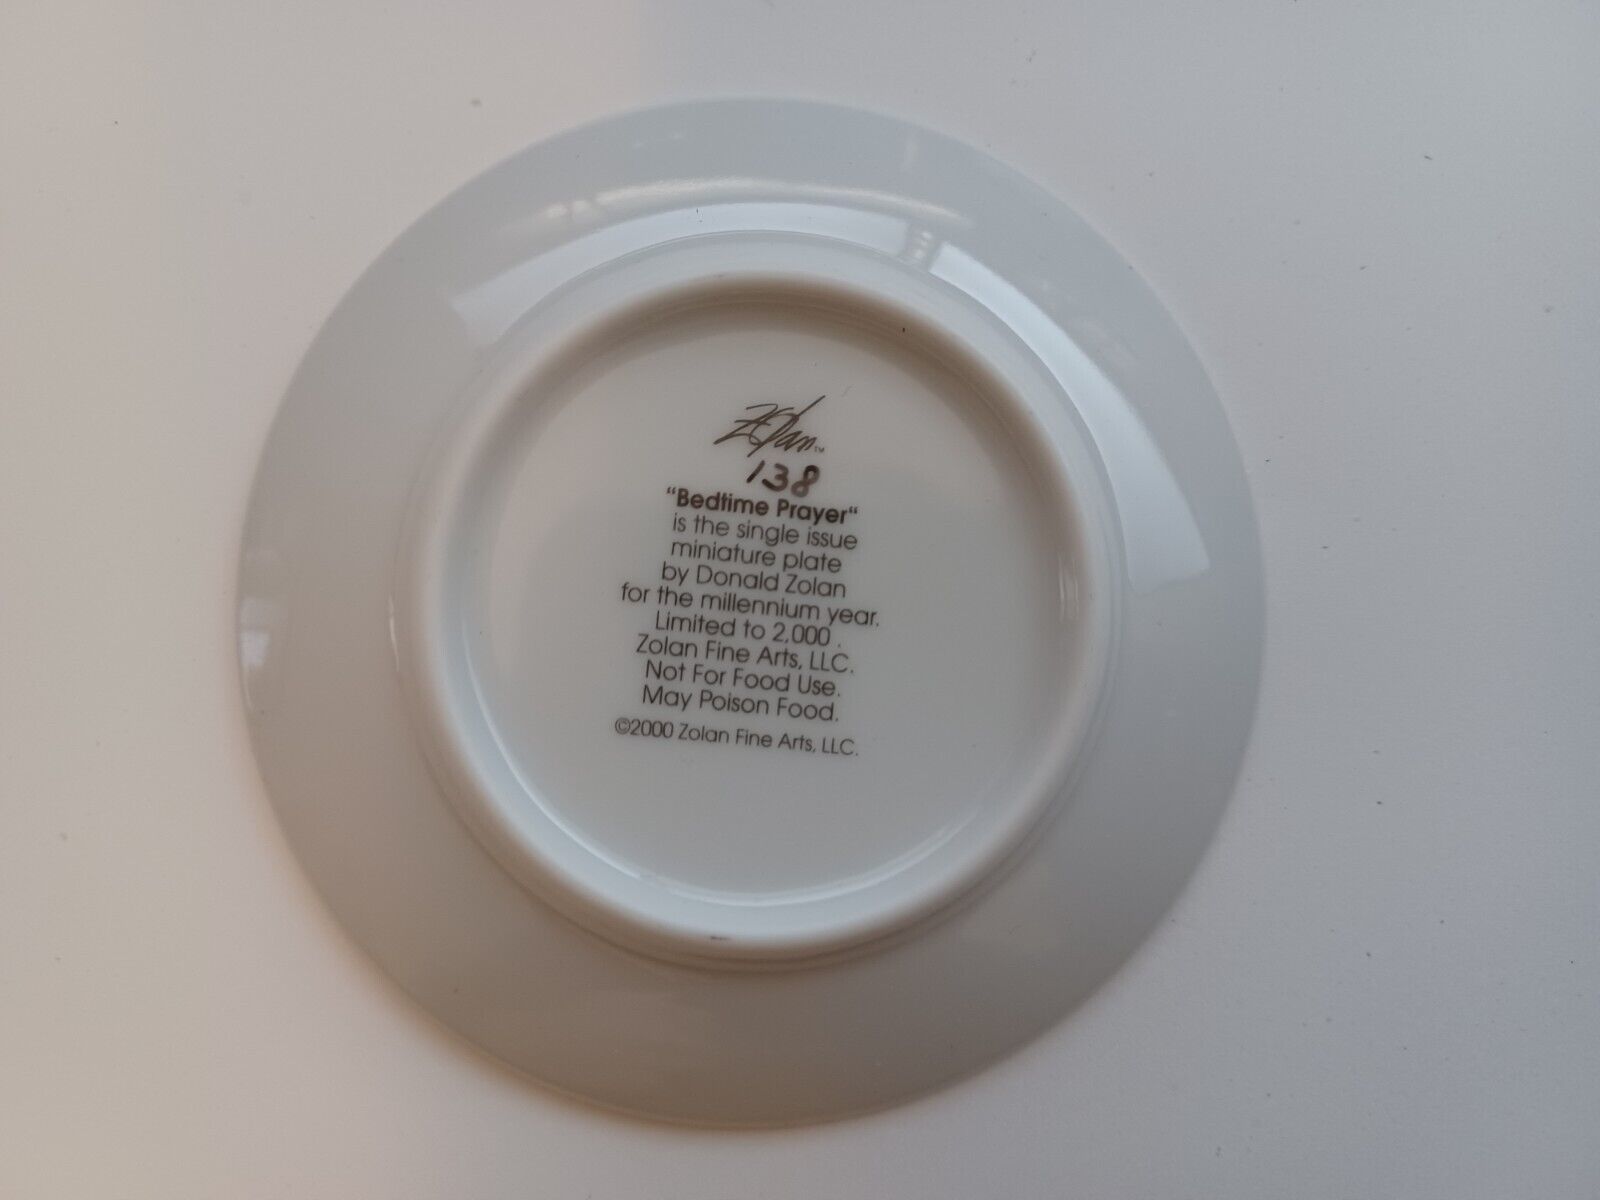 Zolan™
138
"Bedtime Prayer“
is the single issue
miniature plate
by Donald Zolan
for the millennium year.
Limited to 2,000 .
Zolan Fine Arts, LLC.
Not For Food Use.
May Poison Food.
©2000 Zolan Fine Arts, LLC.